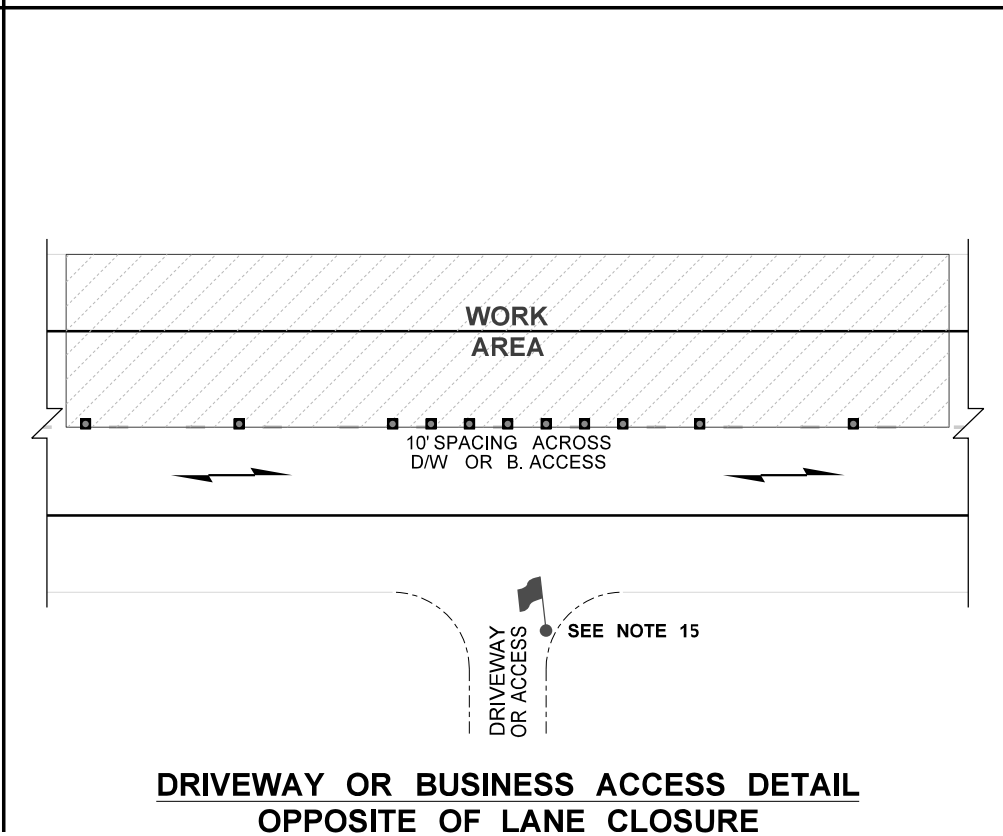 WORK
AREA
10' SPACING ACROSS
D/W OR B. ACCESS
DRIVEWAY
OR ACCESS
SEE NOTE 15
DRIVEWAY OR BUSINESS ACCESS DETAIL
OPPOSITE OF LANE CLOSURE